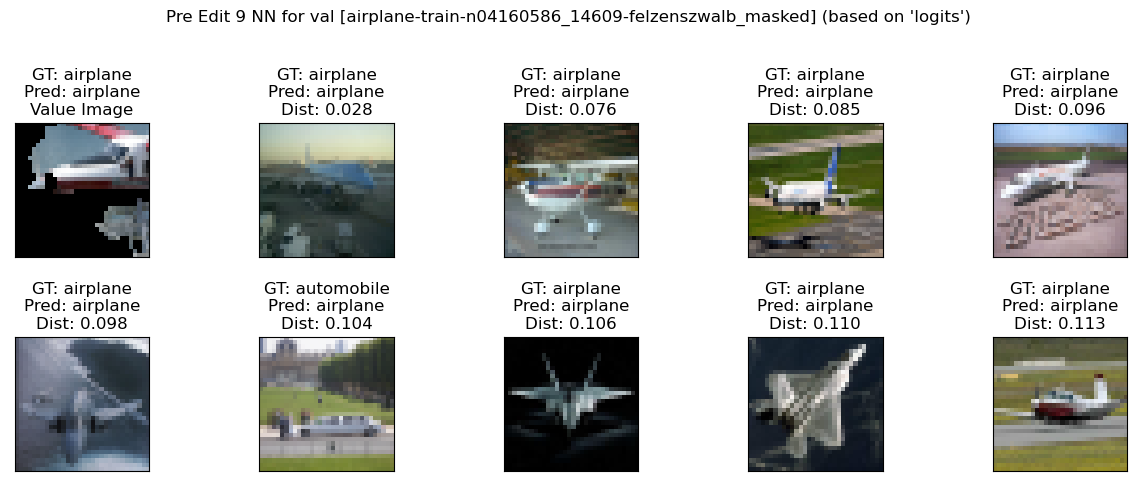 Pre Edit 9 NN for val [airplane-train-n04160586_14609-felzenszwalb_masked] (based on 'logits')
GT: airplane
Pred: airplane
Value Image
GT: airplane
Pred: airplane
Dist: 0.028
GT: airplane
Pred: airplane
Dist: 0.076
GT: airplane
Pred: airplane
Dist: 0.085
GT: airplane
Pred: airplane
Dist: 0.096
GT: airplane
Pred: airplane
Dist: 0.098
GT: automobile
Pred: airplane
Dist: 0.104
GT: airplane
Pred: airplane
Dist: 0.106
GT: airplane
Pred: airplane
Dist: 0.110
GT: airplane
Pred: airplane
Dist: 0.113